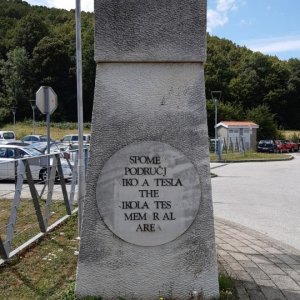 SPOME
PODRUČJ
IKO A TESLA
THE
IKOLA TES
MEM R AL
ARE